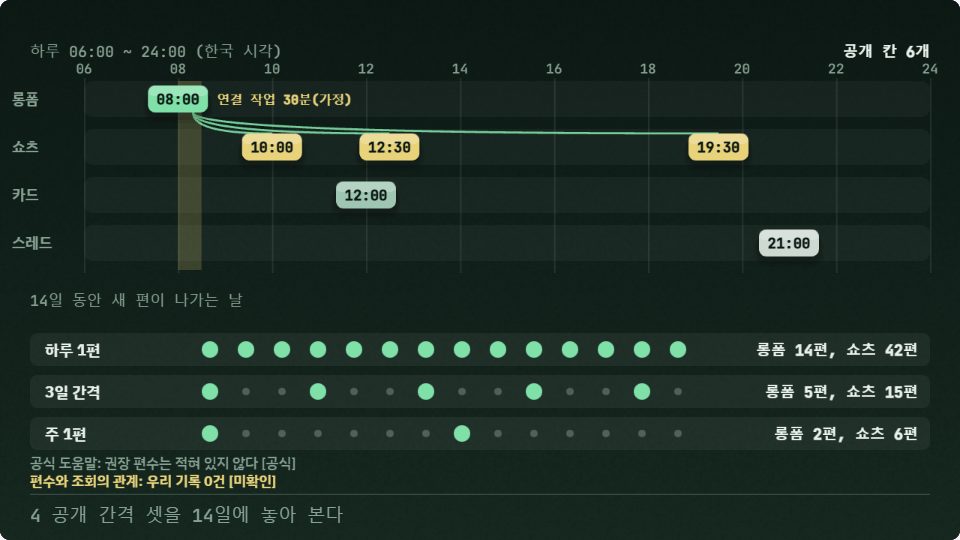 하루 06:00 ~ 24:00 (한국 시각)
공개 칸 6개
06 08 10 12 14 16 18 20 22 24
롱폼 08:00 연결 작업 30분(가정)
쇼츠 10:00 12:30 19:30
카드 12:00
스레드 21:00
14일 동안 새 편이 나가는 날
하루 1편 롱폼 14편, 쇼츠 42편
3일 간격 롱폼 5편, 쇼츠 15편
주 1편 롱폼 2편, 쇼츠 6편
공식 도움말: 권장 편수는 적혀 있지 않다 [공식]
편수와 조회의 관계: 우리 기록 0건 [미확인]
4 공개 간격 셋을 14일에 놓아 본다